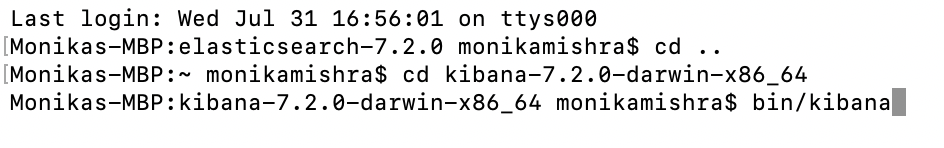 Last login: Wed Jul 31 16:56:01 on ttys000
[Monikas-MBP:elasticsearch-7.2.0 monikamishra$ cd ..
[Monikas-MBP:~ monikamishra$ cd kibana-7.2.0-darwin-x86_64
Monikas-MBP:kibana-7.2.0-darwin-x86_64 monikamishra$ bin/kibana